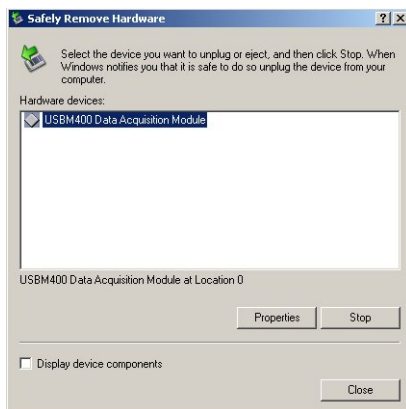 Safely Remove Hardware
Select the device you want to unplug or eject, and then click Stop. When
Windows notifies you that it is safe to do so unplug the device from your
computer.
Hardware devices:
USBM400 Data Acquisition Module
USBM400 Data Acquisition Module at Location 0
Properties
Stop
Display device components
Close